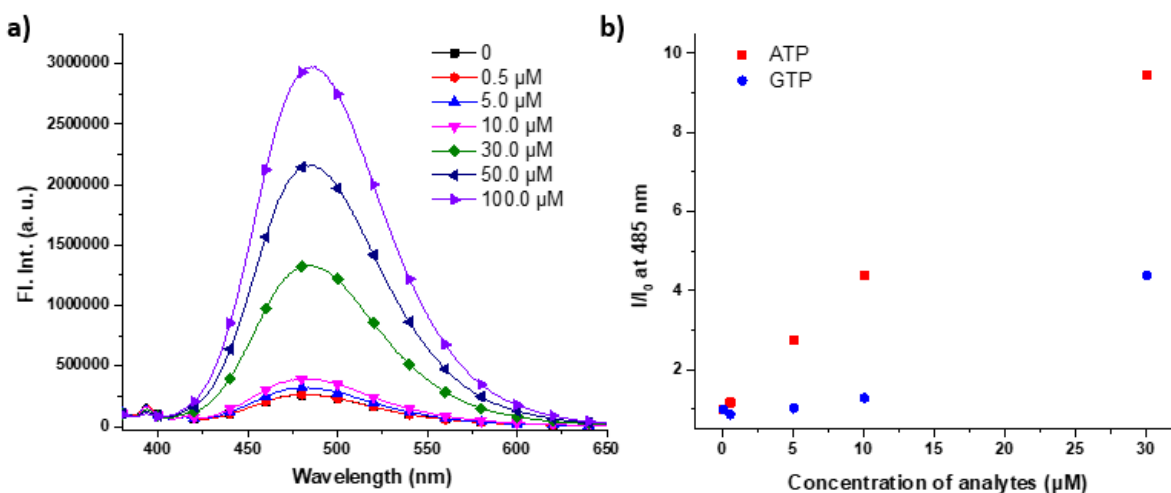 a)
Fl. Int. (a. u.)
3000000
2500000
2000000
1500000
1000000
500000
0
400
450
500
550
600
650
Wavelength (nm)
0
0.5 µM
5.0 µM
10.0 µM
30.0 µM
50.0 µM
100.0 µM
b)
I/I₀ at 485 nm
10
8
6
4
2
0
5
10
15
20
25
30
Concentration of analytes (µM)
ATP
GTP